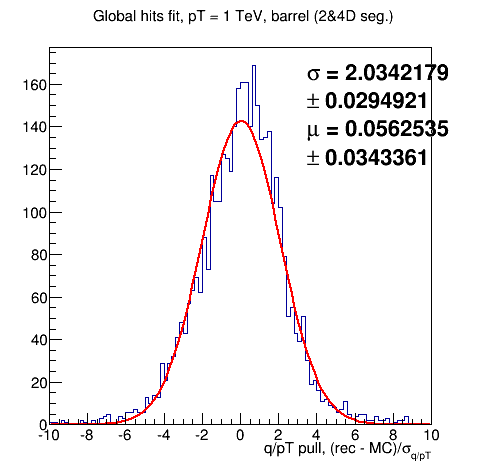 Global hits fit, pT = 1 TeV, barrel (2&4D seg.)
σ = 2.0342179
± 0.0294921
μ = 0.0562535
± 0.0343361
160
140
120
100
80
60
40
20
0
-10 -8 -6 -4 -2 0 2 4 6 8 10
q/pT pull, (rec - MC)/σq/pT